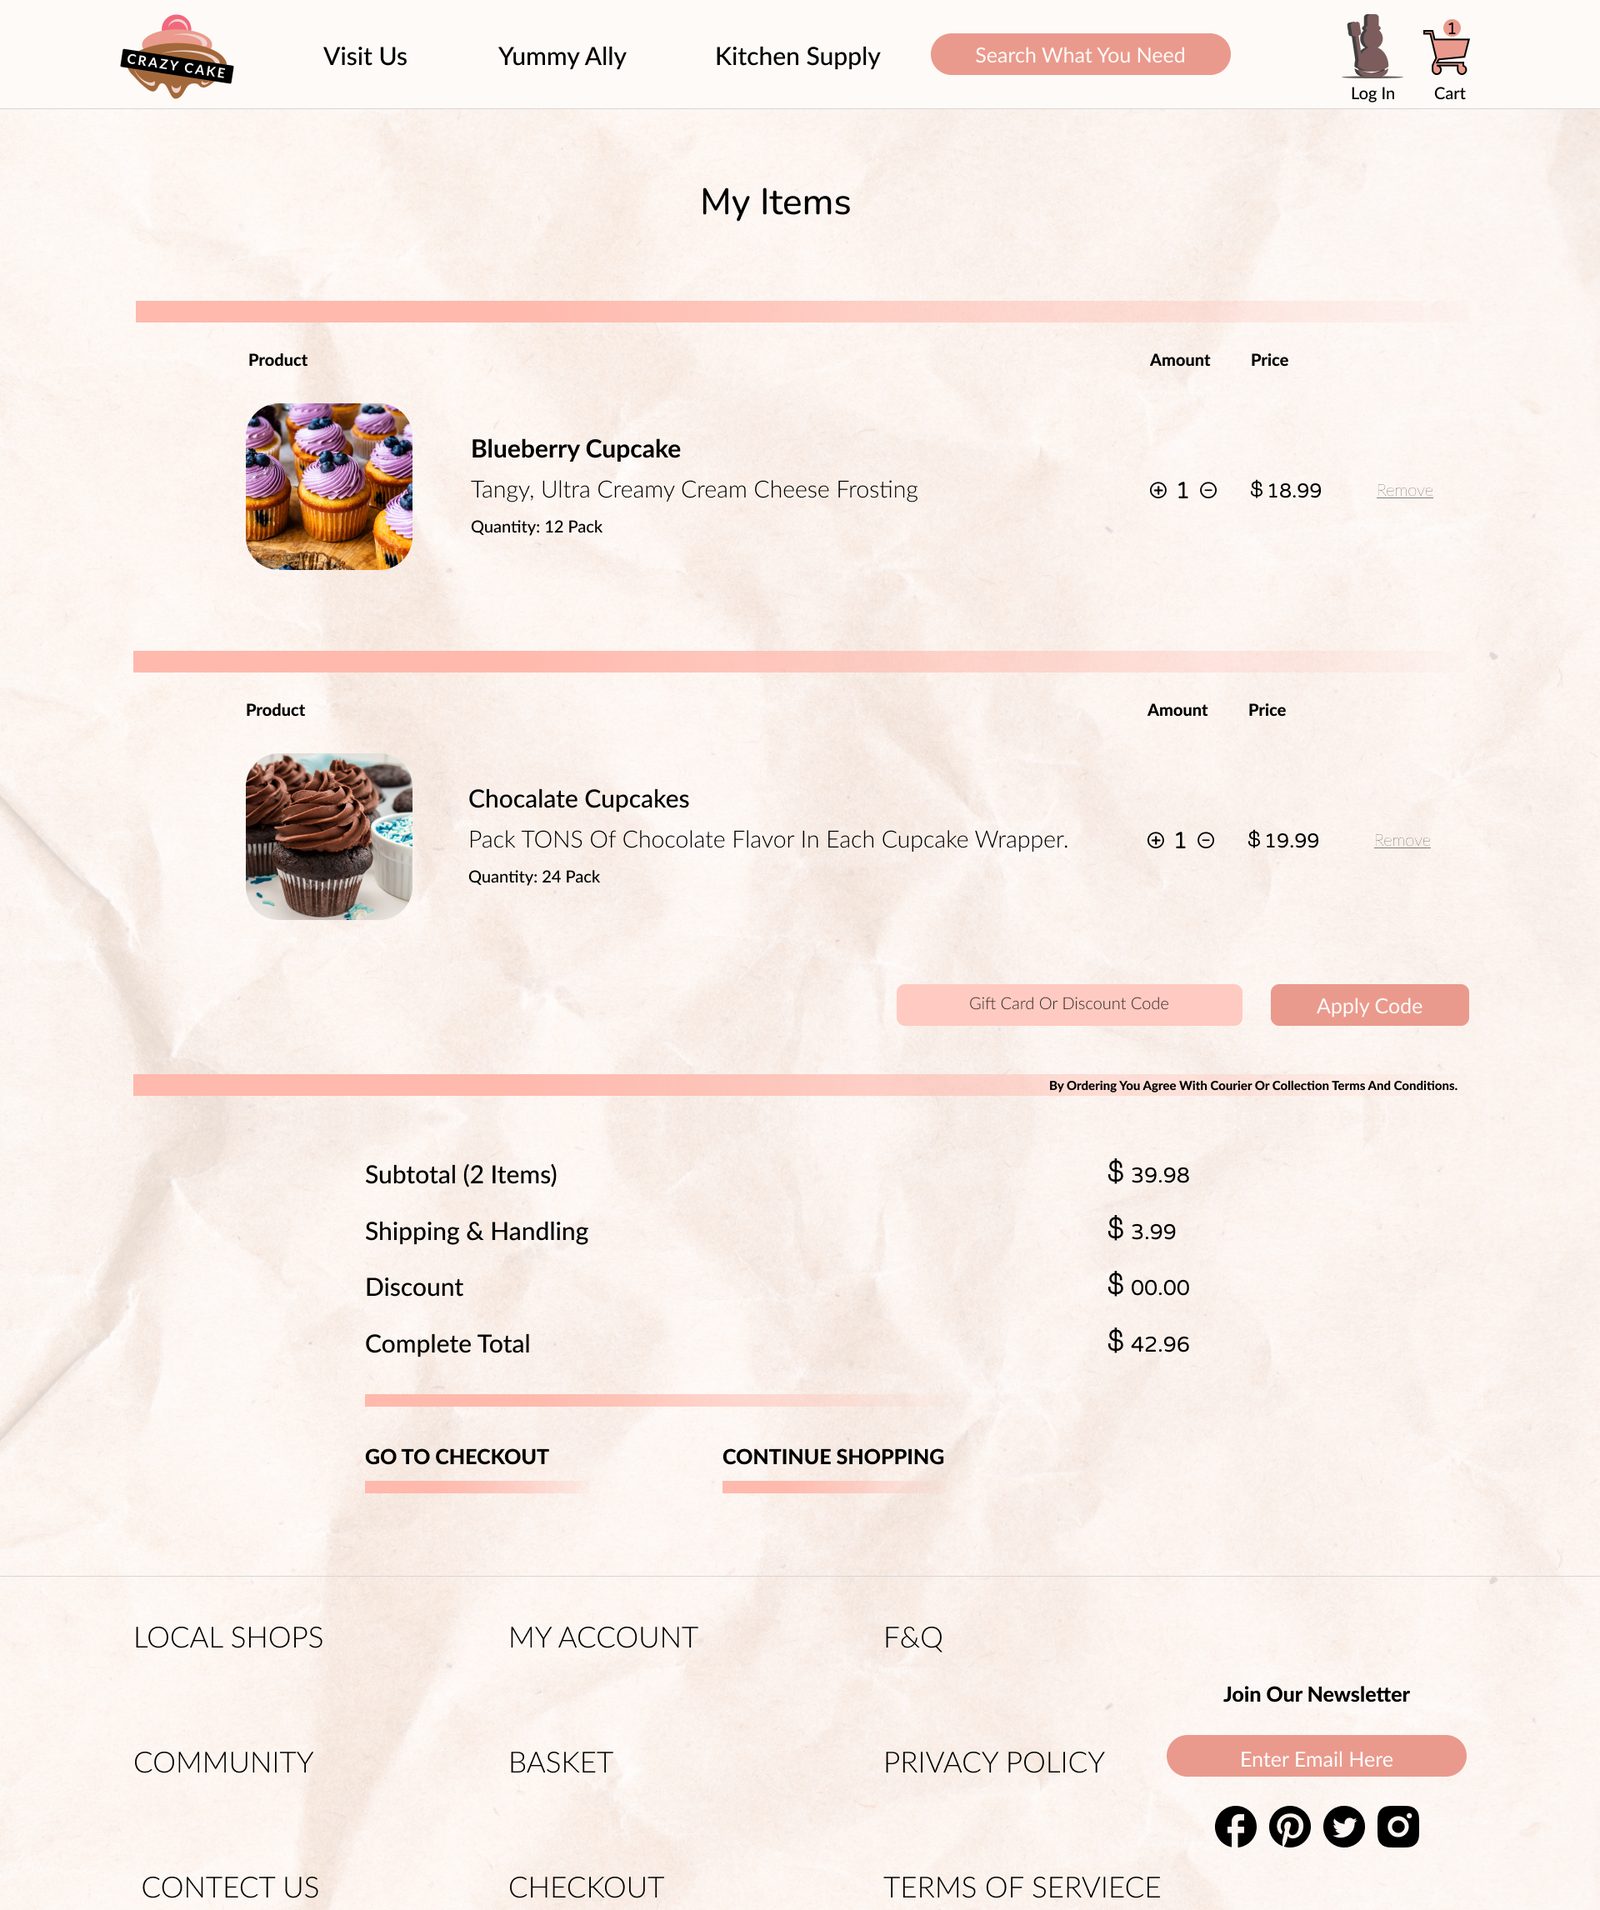 CRAZY CAKE
Visit Us
Yummy Ally
Kitchen Supply
Search What You Need
1
Log In
Cart
My Items
Product
Amount
Price
Blueberry Cupcake
Tangy, Ultra Creamy Cream Cheese Frosting
Quantity: 12 Pack
1
$ 18.99
Remove
Product
Amount
Price
Chocalate Cupcakes
Pack TONS Of Chocolate Flavor In Each Cupcake Wrapper.
Quantity: 24 Pack
1
$ 19.99
Remove
Gift Card Or Discount Code
Apply Code
By Ordering You Agree With Courier Or Collection Terms And Conditions.
Subtotal (2 Items)
$ 39.98
Shipping & Handling
$ 3.99
Discount
$ 00.00
Complete Total
$ 42.96
GO TO CHECKOUT
CONTINUE SHOPPING
LOCAL SHOPS
MY ACCOUNT
F&Q
Join Our Newsletter
COMMUNITY
BASKET
PRIVACY POLICY
Enter Email Here
CONTECT US
CHECKOUT
TERMS OF SERVIECE